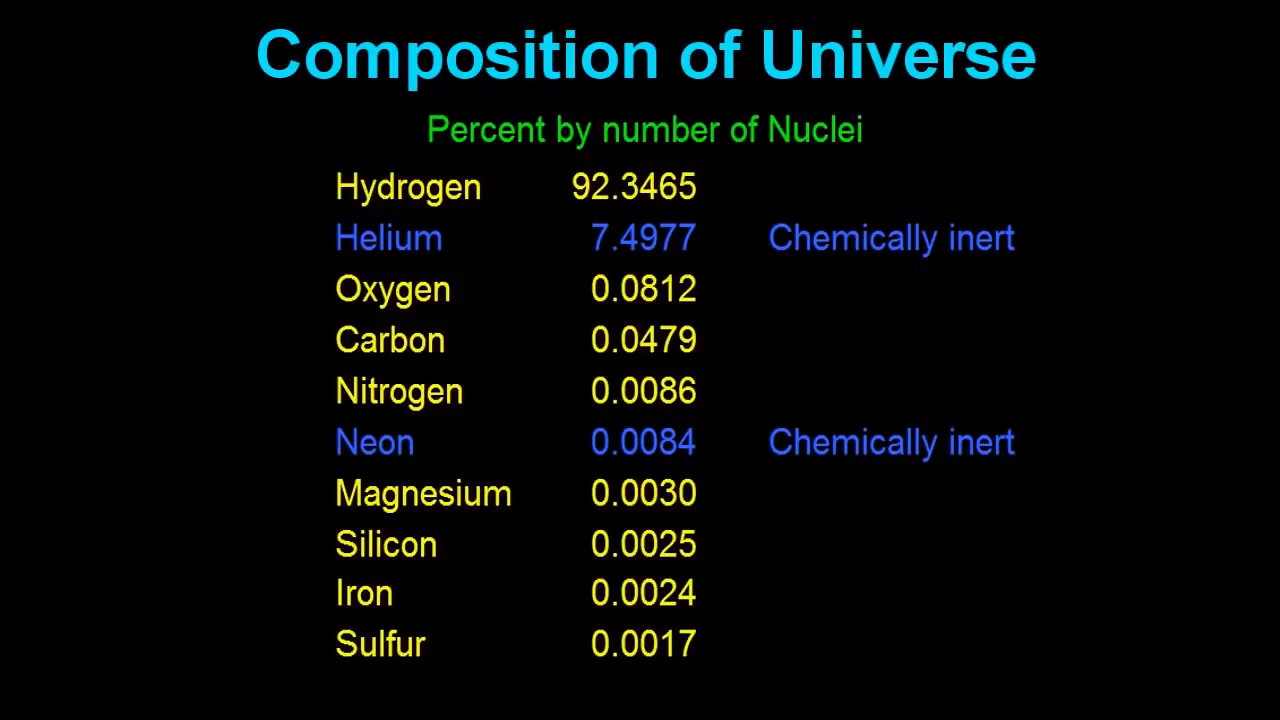 Composition of Universe
Percent by number of Nuclei
Hydrogen 92.3465
Helium 7.4977 Chemically inert
Oxygen 0.0812
Carbon 0.0479
Nitrogen 0.0086
Neon 0.0084 Chemically inert
Magnesium 0.0030
Silicon 0.0025
Iron 0.0024
Sulfur 0.0017